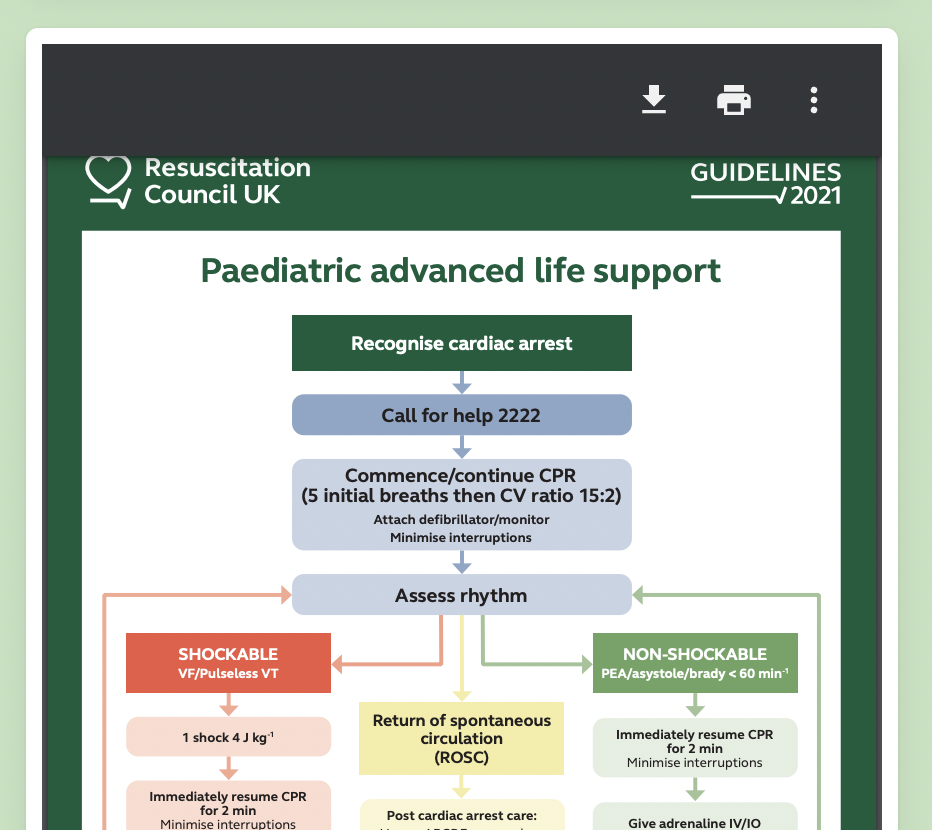 Resuscitation
Council UK
GUIDELINES
2021
Paediatric advanced life support
Recognise cardiac arrest
Call for help 2222
Commence/continue CPR
(5 initial breaths then CV ratio 15:2)
Attach defibrillator/monitor
Minimise interruptions
Assess rhythm
SHOCKABLE
VF/Pulseless VT
1 shock 4 J kg⁻¹
Immediately resume CPR
for 2 min
Minimise interruptions
Return of spontaneous
circulation
(ROSC)
Post cardiac arrest care:
NON-SHOCKABLE
PEA/asystole/brady < 60 min⁻¹
Immediately resume CPR
for 2 min
Minimise interruptions
Give adrenaline IV/IO